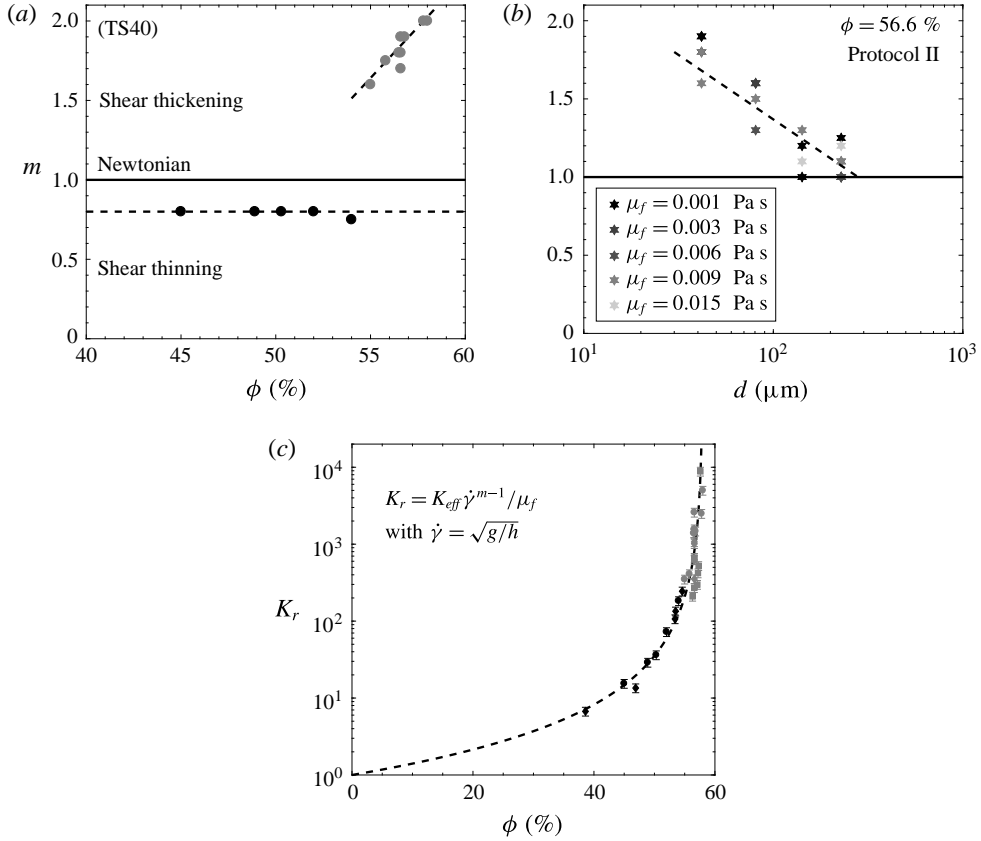 (a)
2.0
1.5
1.0
0.5
0
m
(TS40)
Shear thickening
Newtonian
Shear thinning
40 45 50 55 60
ϕ (%)
(b)
2.0
1.5
1.0
0.5
0
ϕ = 56.6 %
Protocol II
μf = 0.001 Pa s
μf = 0.003 Pa s
μf = 0.006 Pa s
μf = 0.009 Pa s
μf = 0.015 Pa s
10¹ 10² 10³
d (μm)
(c)
10⁴
10³
10²
10¹
10⁰
Kr
Kr = Keff γ̇^{m−1}/μf
with γ̇ = √g/h
0 20 40 60
ϕ (%)